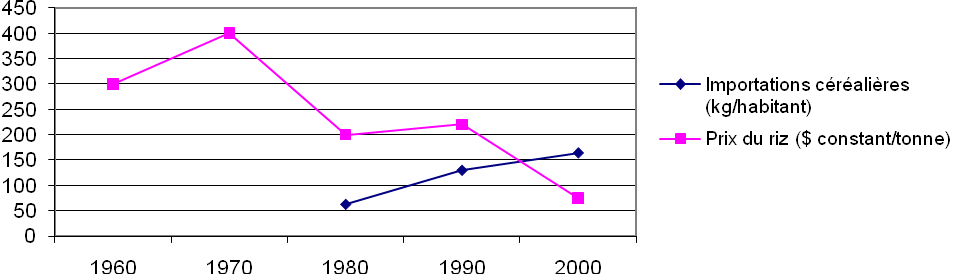 450
400
350
300
250
200
150
100
50
0
1960 1970 1980 1990 2000
Importations céréalières
(kg/habitant)
Prix du riz ($ constant/tonne)